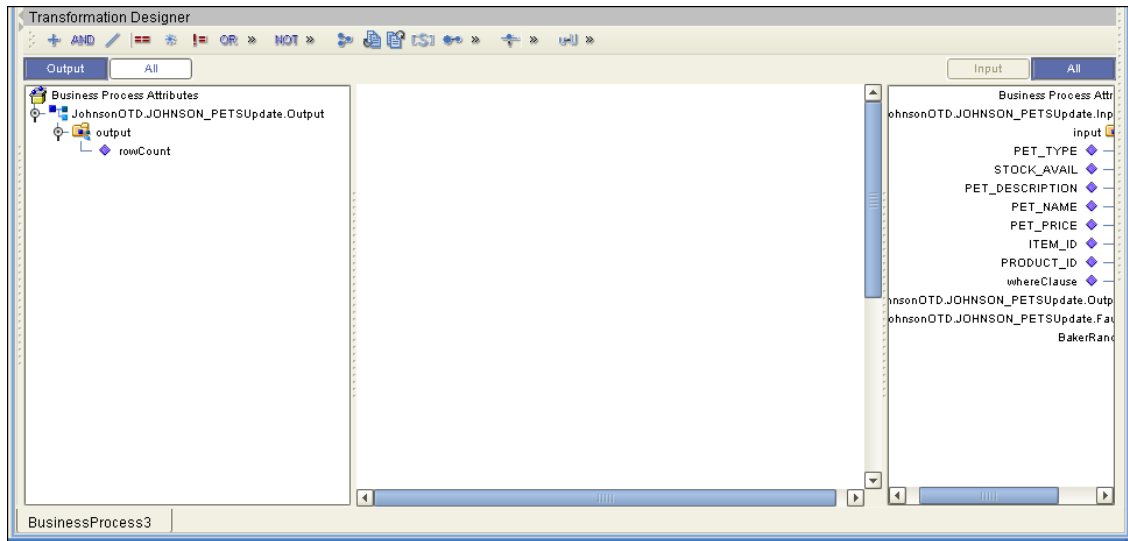 Transformation Designer
AND == != OR » NOT » [S] » » »
Output All Input All
Business Process Attributes
JohnsonOTD.JOHNSON_PETSUpdate.Output
output
rowCount
Business Process Attr
ohnsonOTD.JOHNSON_PETSUpdate.Inp
input
PET_TYPE
STOCK_AVAIL
PET_DESCRIPTION
PET_NAME
PET_PRICE
ITEM_ID
PRODUCT_ID
whereClause
hnsonOTD.JOHNSON_PETSUpdate.Outp
ohnsonOTD.JOHNSON_PETSUpdate.Fau
BakerRand
BusinessProcess3